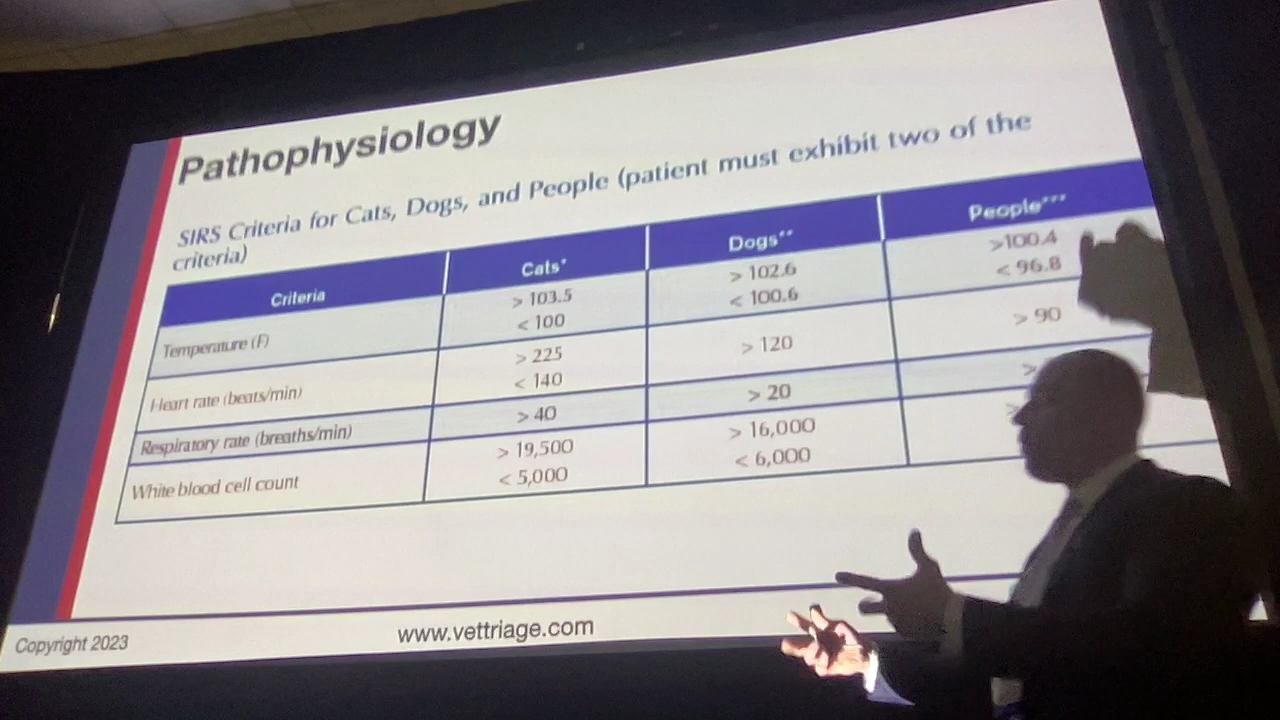 Pathophysiology
SIRS Criteria for Cats, Dogs, and People (patient must exhibit two of the
criteria)
Criteria Cats* Dogs** People***
Temperature (F) > 103.5 > 102.6 >100.4
< 100 < 100.6 < 96.8
Heart rate (beats/min) > 225 > 120 > 90
< 140
Respiratory rate (breaths/min) > 40 > 20 >
White blood cell count > 19,500 > 16,000 >
< 5,000 < 6,000
Copyright 2023 www.vettriage.com